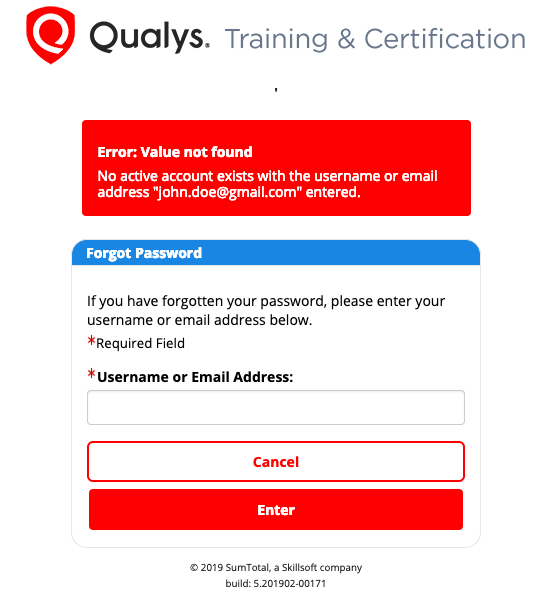 Qualys. Training & Certification
'
Error: Value not found
No active account exists with the username or email
address "john.doe@gmail.com" entered.
Forgot Password
If you have forgotten your password, please enter your
username or email address below.
*Required Field
*Username or Email Address:
Cancel
Enter
© 2019 SumTotal, a Skillsoft company
build: 5.201902-00171